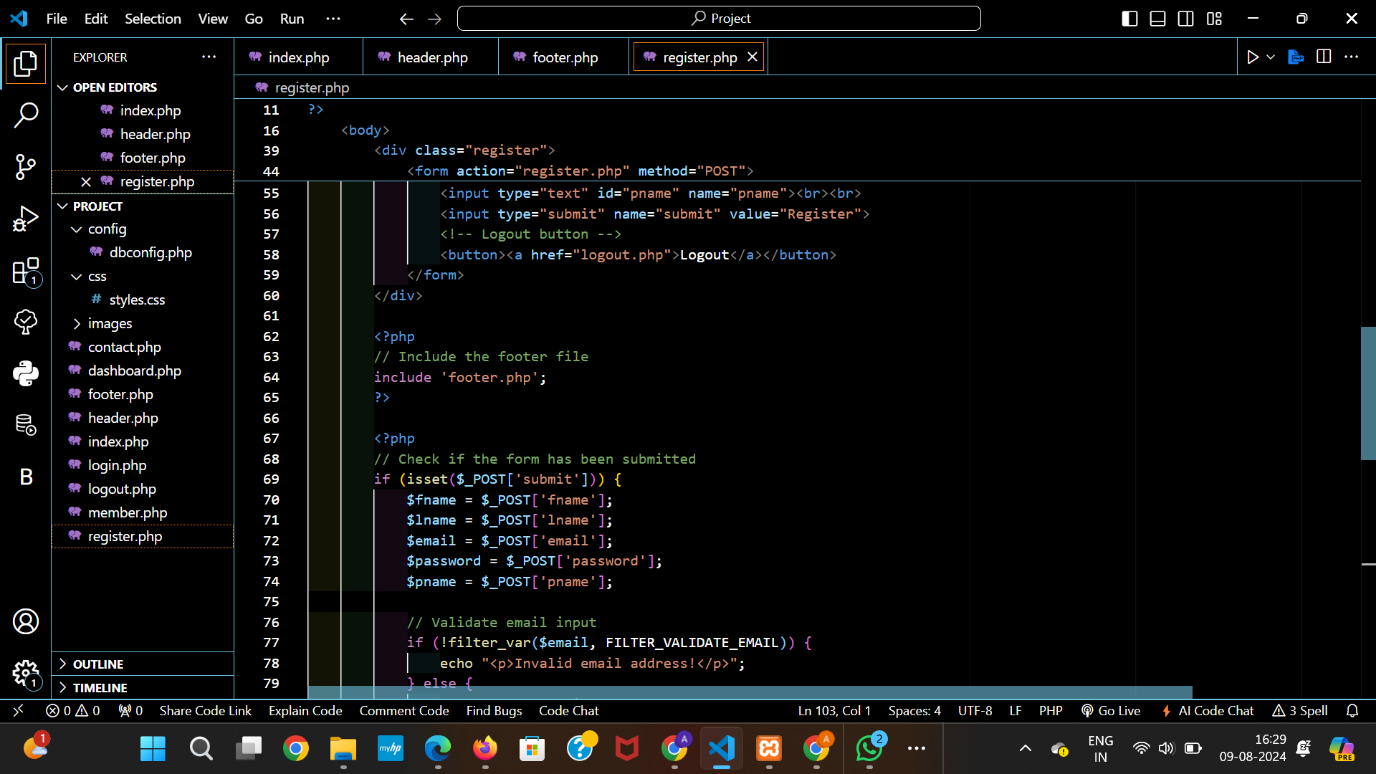 File Edit Selection View Go Run ··· Project
EXPLORER ···
OPEN EDITORS
index.php
header.php
footer.php
register.php
PROJECT
config
dbconfig.php
css
# styles.css
images
contact.php
dashboard.php
footer.php
header.php
index.php
login.php
logout.php
member.php
register.php
OUTLINE
TIMELINE
1
1
B
index.php header.php footer.php register.php
register.php
11 ?>
16 <body>
39 <div class="register">
44 <form action="register.php" method="POST">
55 <input type="text" id="pname" name="pname"><br><br>
56 <input type="submit" name="submit" value="Register">
57 <!-- Logout button -->
58 <button><a href="logout.php">Logout</a></button>
59 </form>
60 </div>
61
62 <?php
63 // Include the footer file
64 include 'footer.php';
65 ?>
66
67 <?php
68 // Check if the form has been submitted
69 if (isset($_POST['submit'])) {
70 $fname = $_POST['fname'];
71 $lname = $_POST['lname'];
72 $email = $_POST['email'];
73 $password = $_POST['password'];
74 $pname = $_POST['pname'];
75
76 // Validate email input
77 if (!filter_var($email, FILTER_VALIDATE_EMAIL)) {
78 echo "<p>Invalid email address!</p>";
79 } else {
0 0 0 Share Code Link Explain Code Comment Code Find Bugs Code Chat Ln 103, Col 1 Spaces: 4 UTF-8 LF PHP Go Live AI Code Chat 3 Spell
1 myhp A A 2 ··· ENG 16:29 PRE
IN 09-08-2024